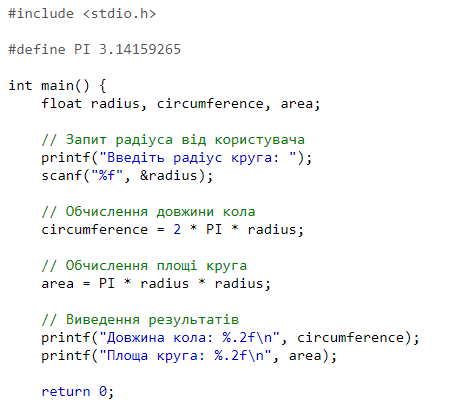 #include <stdio.h>
#define PI 3.14159265
int main() {
    float radius, circumference, area;
    // Запит радіуса від користувача
    printf("Введіть радіус круга: ");
    scanf("%f", &radius);
    // Обчислення довжини кола
    circumference = 2 * PI * radius;
    // Обчислення площі круга
    area = PI * radius * radius;
    // Виведення результатів
    printf("Довжина кола: %.2f\n", circumference);
    printf("Площа круга: %.2f\n", area);
    return 0;